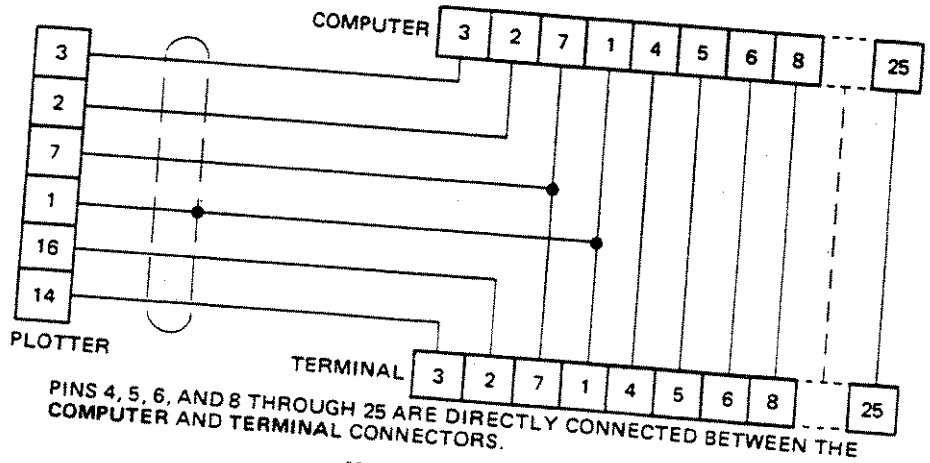 COMPUTER 3 2 7 1 4 5 6 8 25
3
2
7
1
16
14
PLOTTER
TERMINAL 3 2 7 1 4 5 6 8 25
PINS 4, 5, 6, AND 8 THROUGH 25 ARE DIRECTLY CONNECTED BETWEEN THE
COMPUTER AND TERMINAL CONNECTORS.